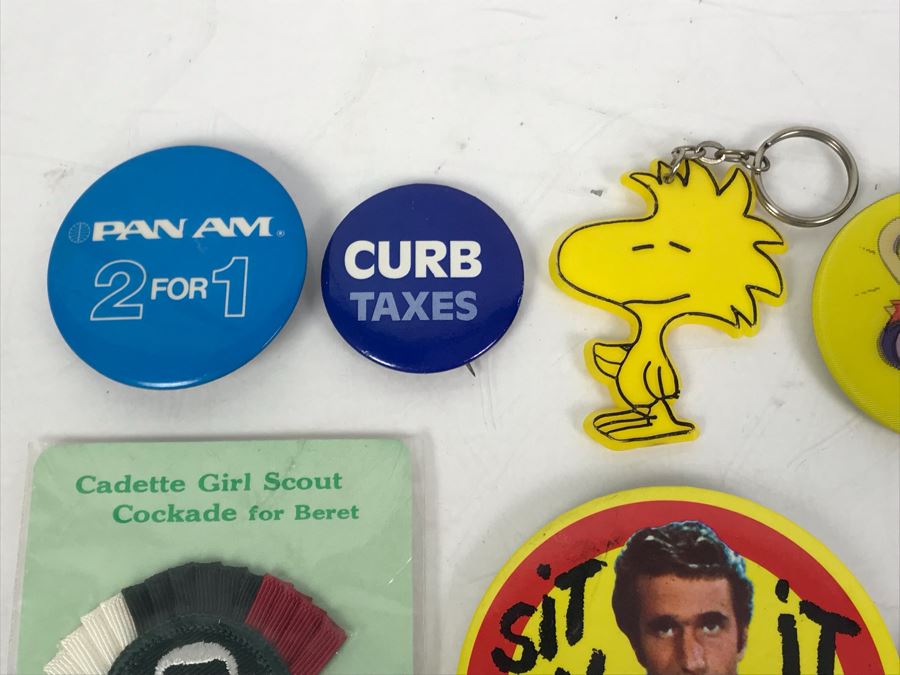 PAN AM®
2 FOR 1
CURB
TAXES
Cadette Girl Scout
Cockade for Beret
SiT
iT